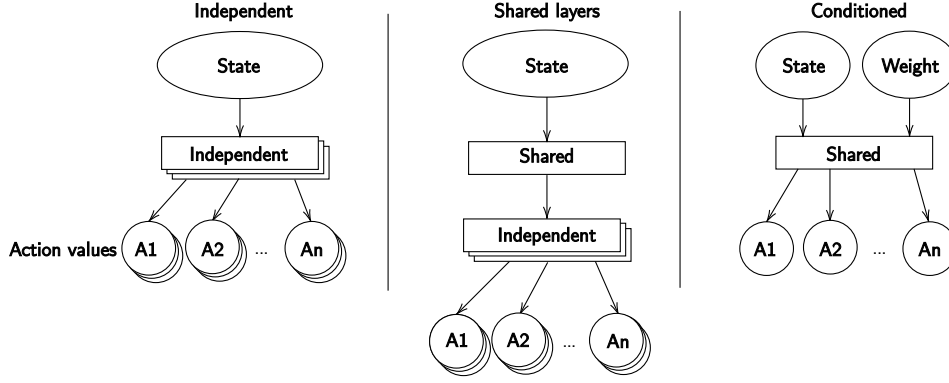 Independent
State
Independent
Action values
A1
A2
...
An
Shared layers
State
Shared
Independent
A1
A2
...
An
Conditioned
State
Weight
Shared
A1
A2
...
An